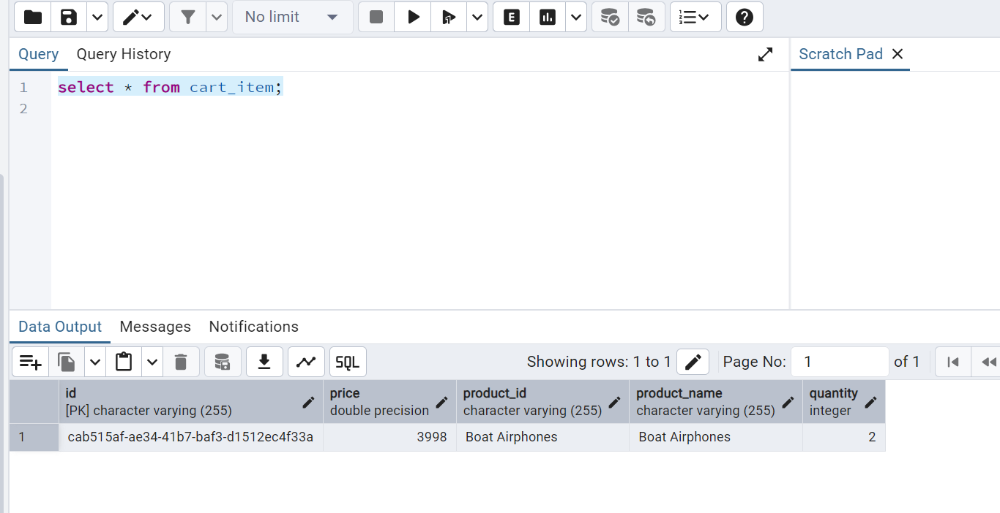 No limit
E
Query
Query History
Scratch Pad
1 select * from cart_item;
2
Data Output
Messages
Notifications
SQL
Showing rows: 1 to 1
Page No:
1
of 1
id
[PK] character varying (255)
price
double precision
product_id
character varying (255)
product_name
character varying (255)
quantity
integer
1 cab515af-ae34-41b7-baf3-d1512ec4f33a 3998 Boat Airphones Boat Airphones 2